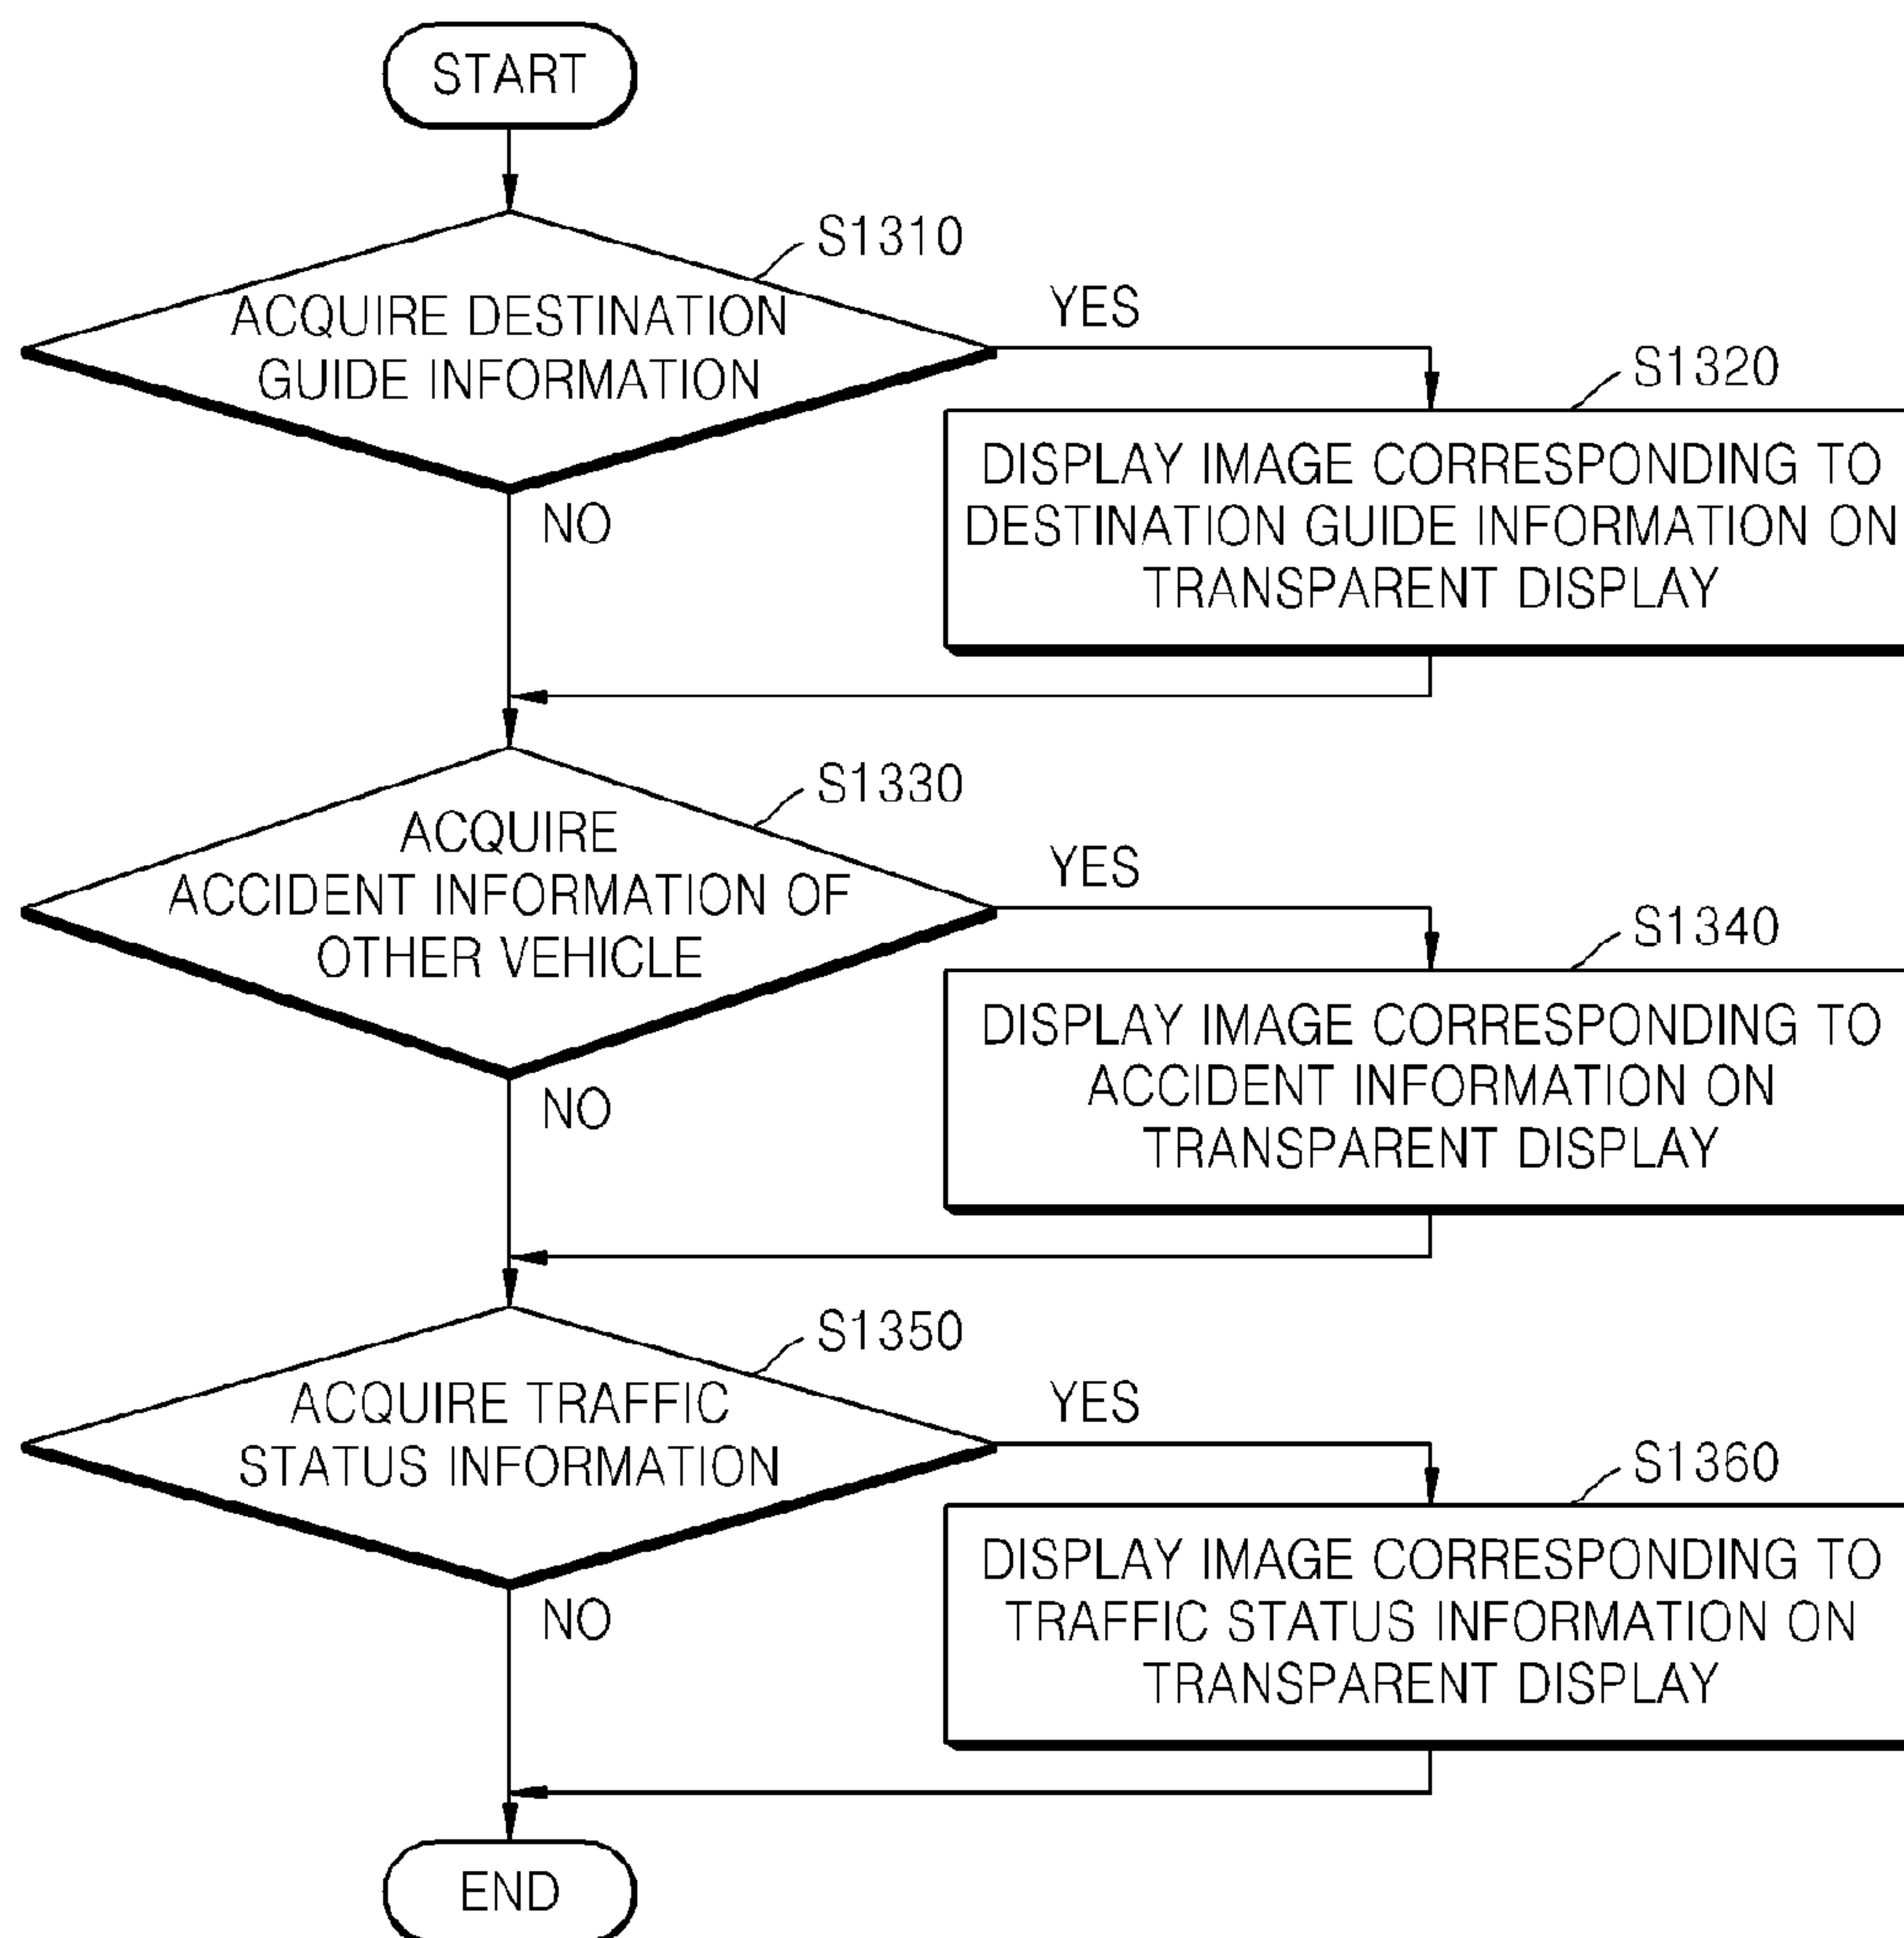 START
S1310
ACQUIRE DESTINATION
GUIDE INFORMATION
YES
NO
S1320
DISPLAY IMAGE CORRESPONDING TO
DESTINATION GUIDE INFORMATION ON
TRANSPARENT DISPLAY
S1330
ACQUIRE
ACCIDENT INFORMATION OF
OTHER VEHICLE
YES
NO
S1340
DISPLAY IMAGE CORRESPONDING TO
ACCIDENT INFORMATION ON
TRANSPARENT DISPLAY
S1350
ACQUIRE TRAFFIC
STATUS INFORMATION
YES
NO
S1360
DISPLAY IMAGE CORRESPONDING TO
TRAFFIC STATUS INFORMATION ON
TRANSPARENT DISPLAY
END